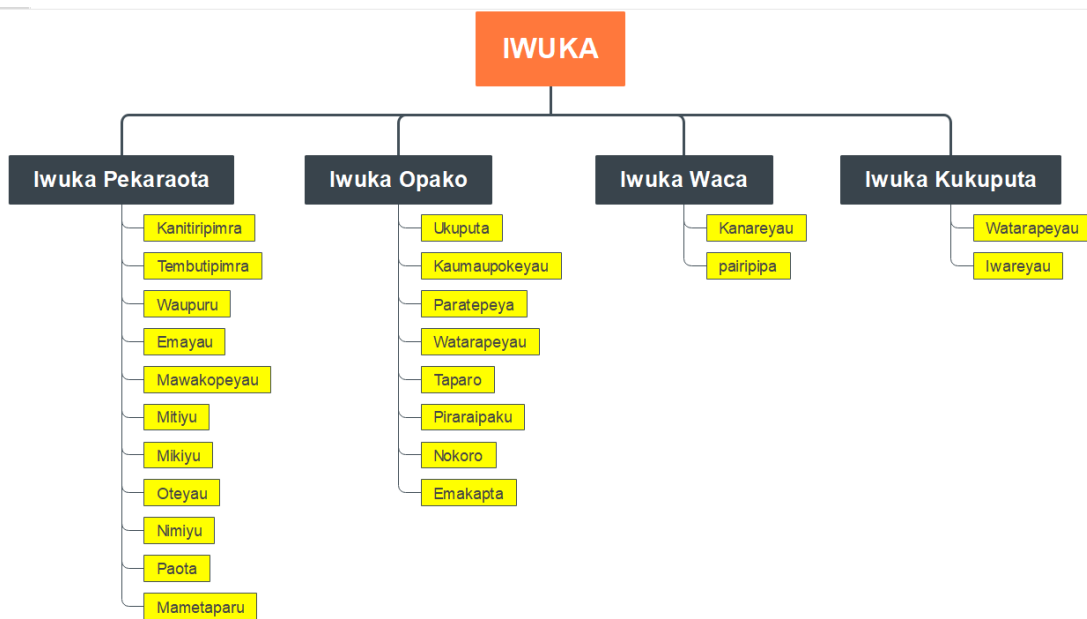 IWUKA
Iwuka Pekaraota
Kanitiripimra
Tembutipimra
Waupuru
Emayau
Mawakopeyau
Mitiyu
Mikiyu
Oteyau
Nimiyu
Paota
Mametaparu
Iwuka Opako
Ukuputa
Kaumaupokeyau
Paratepeya
Watarapeyau
Taparo
Piraraipaku
Nokoro
Emakapta
Iwuka Waca
Kanareyau
pairipipa
Iwuka Kukuputa
Watarapeyau
Iwareyau